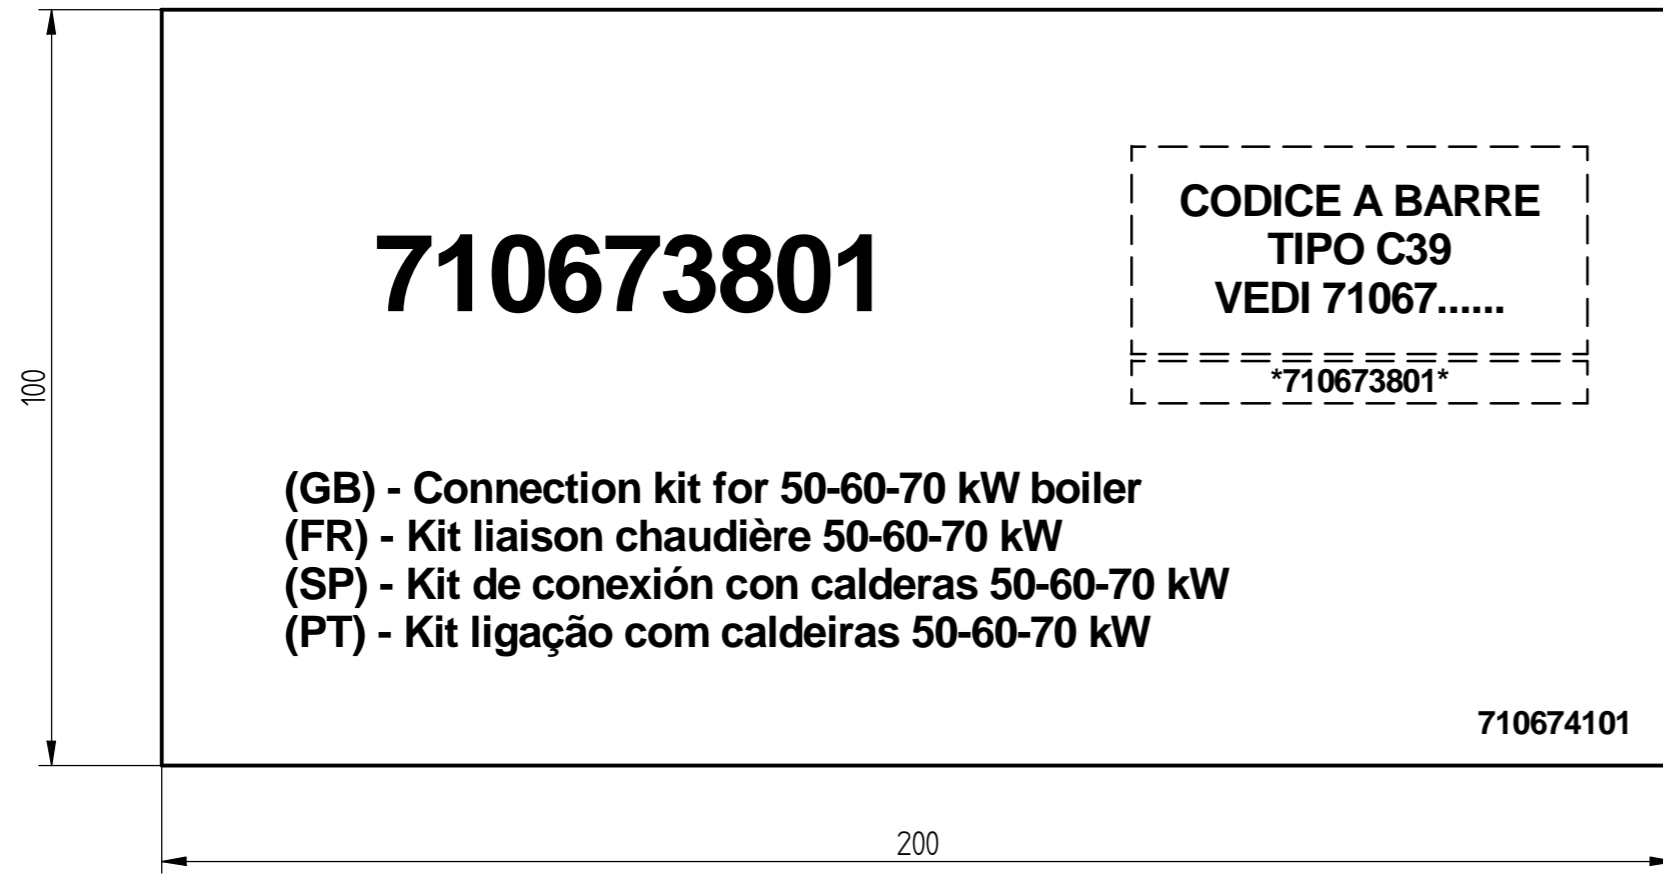 710673801
CODICE A BARRE
TIPO C39
VEDI 71067......
*710673801*
100
(GB) - Connection kit for 50-60-70 kW boiler
(FR) - Kit liaison chaudière 50-60-70 kW
(SP) - Kit de conexión con calderas 50-60-70 kW
(PT) - Kit ligação com caldeiras 50-60-70 kW
710674101
200